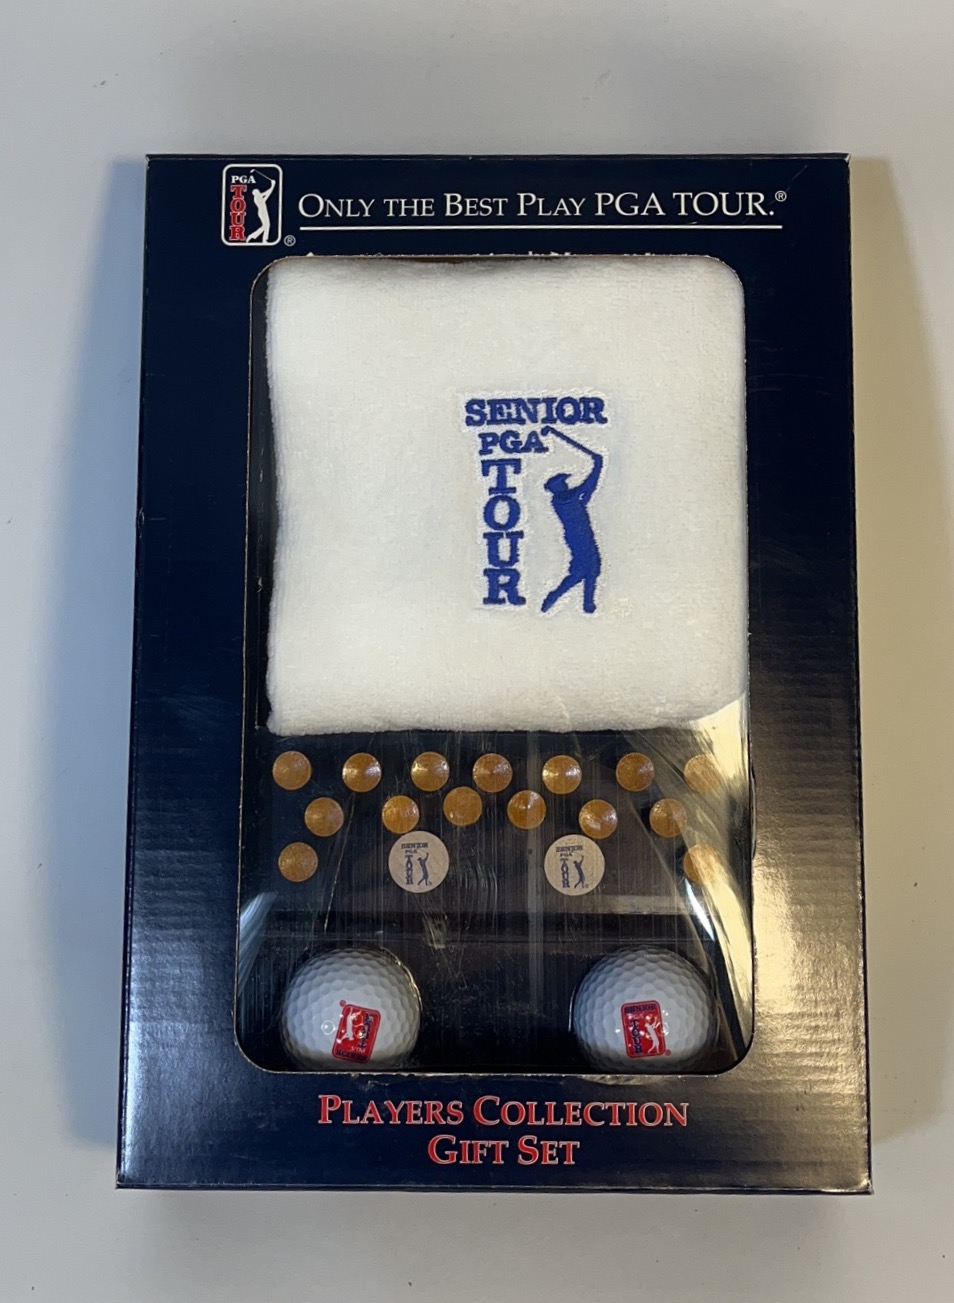 PGA
TOUR
®
ONLY THE BEST PLAY PGA TOUR.®
SENIOR
PGA
TOUR
SENIOR
PGA
TOUR
SENIOR
PGA
TOUR
®
SENIOR
®
PLAYERS COLLECTION
GIFT SET